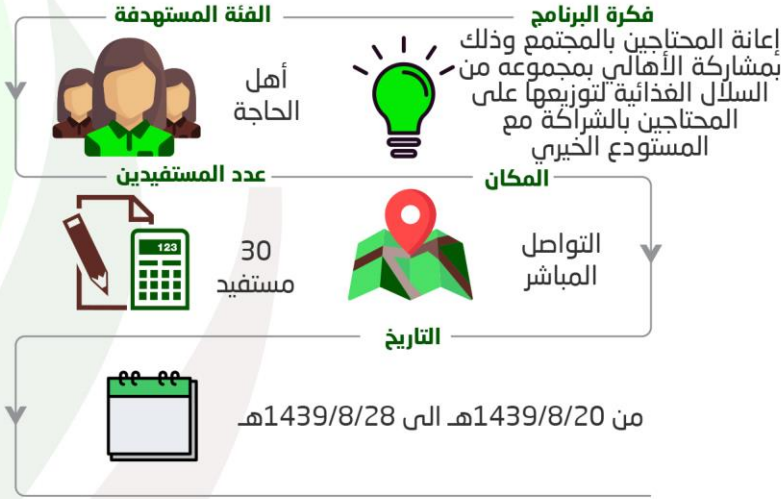 فكرة البرنامج
إعانة المحتاجين بالمجتمع وذلك
بمشاركة الأهالي بمجموعه من
السلال الغذائية لتوزيعها على
المحتاجين بالشراكة مع
المستودع الخيري
الفئة المستهدفة
أهل
الحاجة
المكان
التواصل
المباشر
عدد المستفيدين
123
30
مستفيد
التاريخ
من 1439/8/20هـ الى 1439/8/28هـ